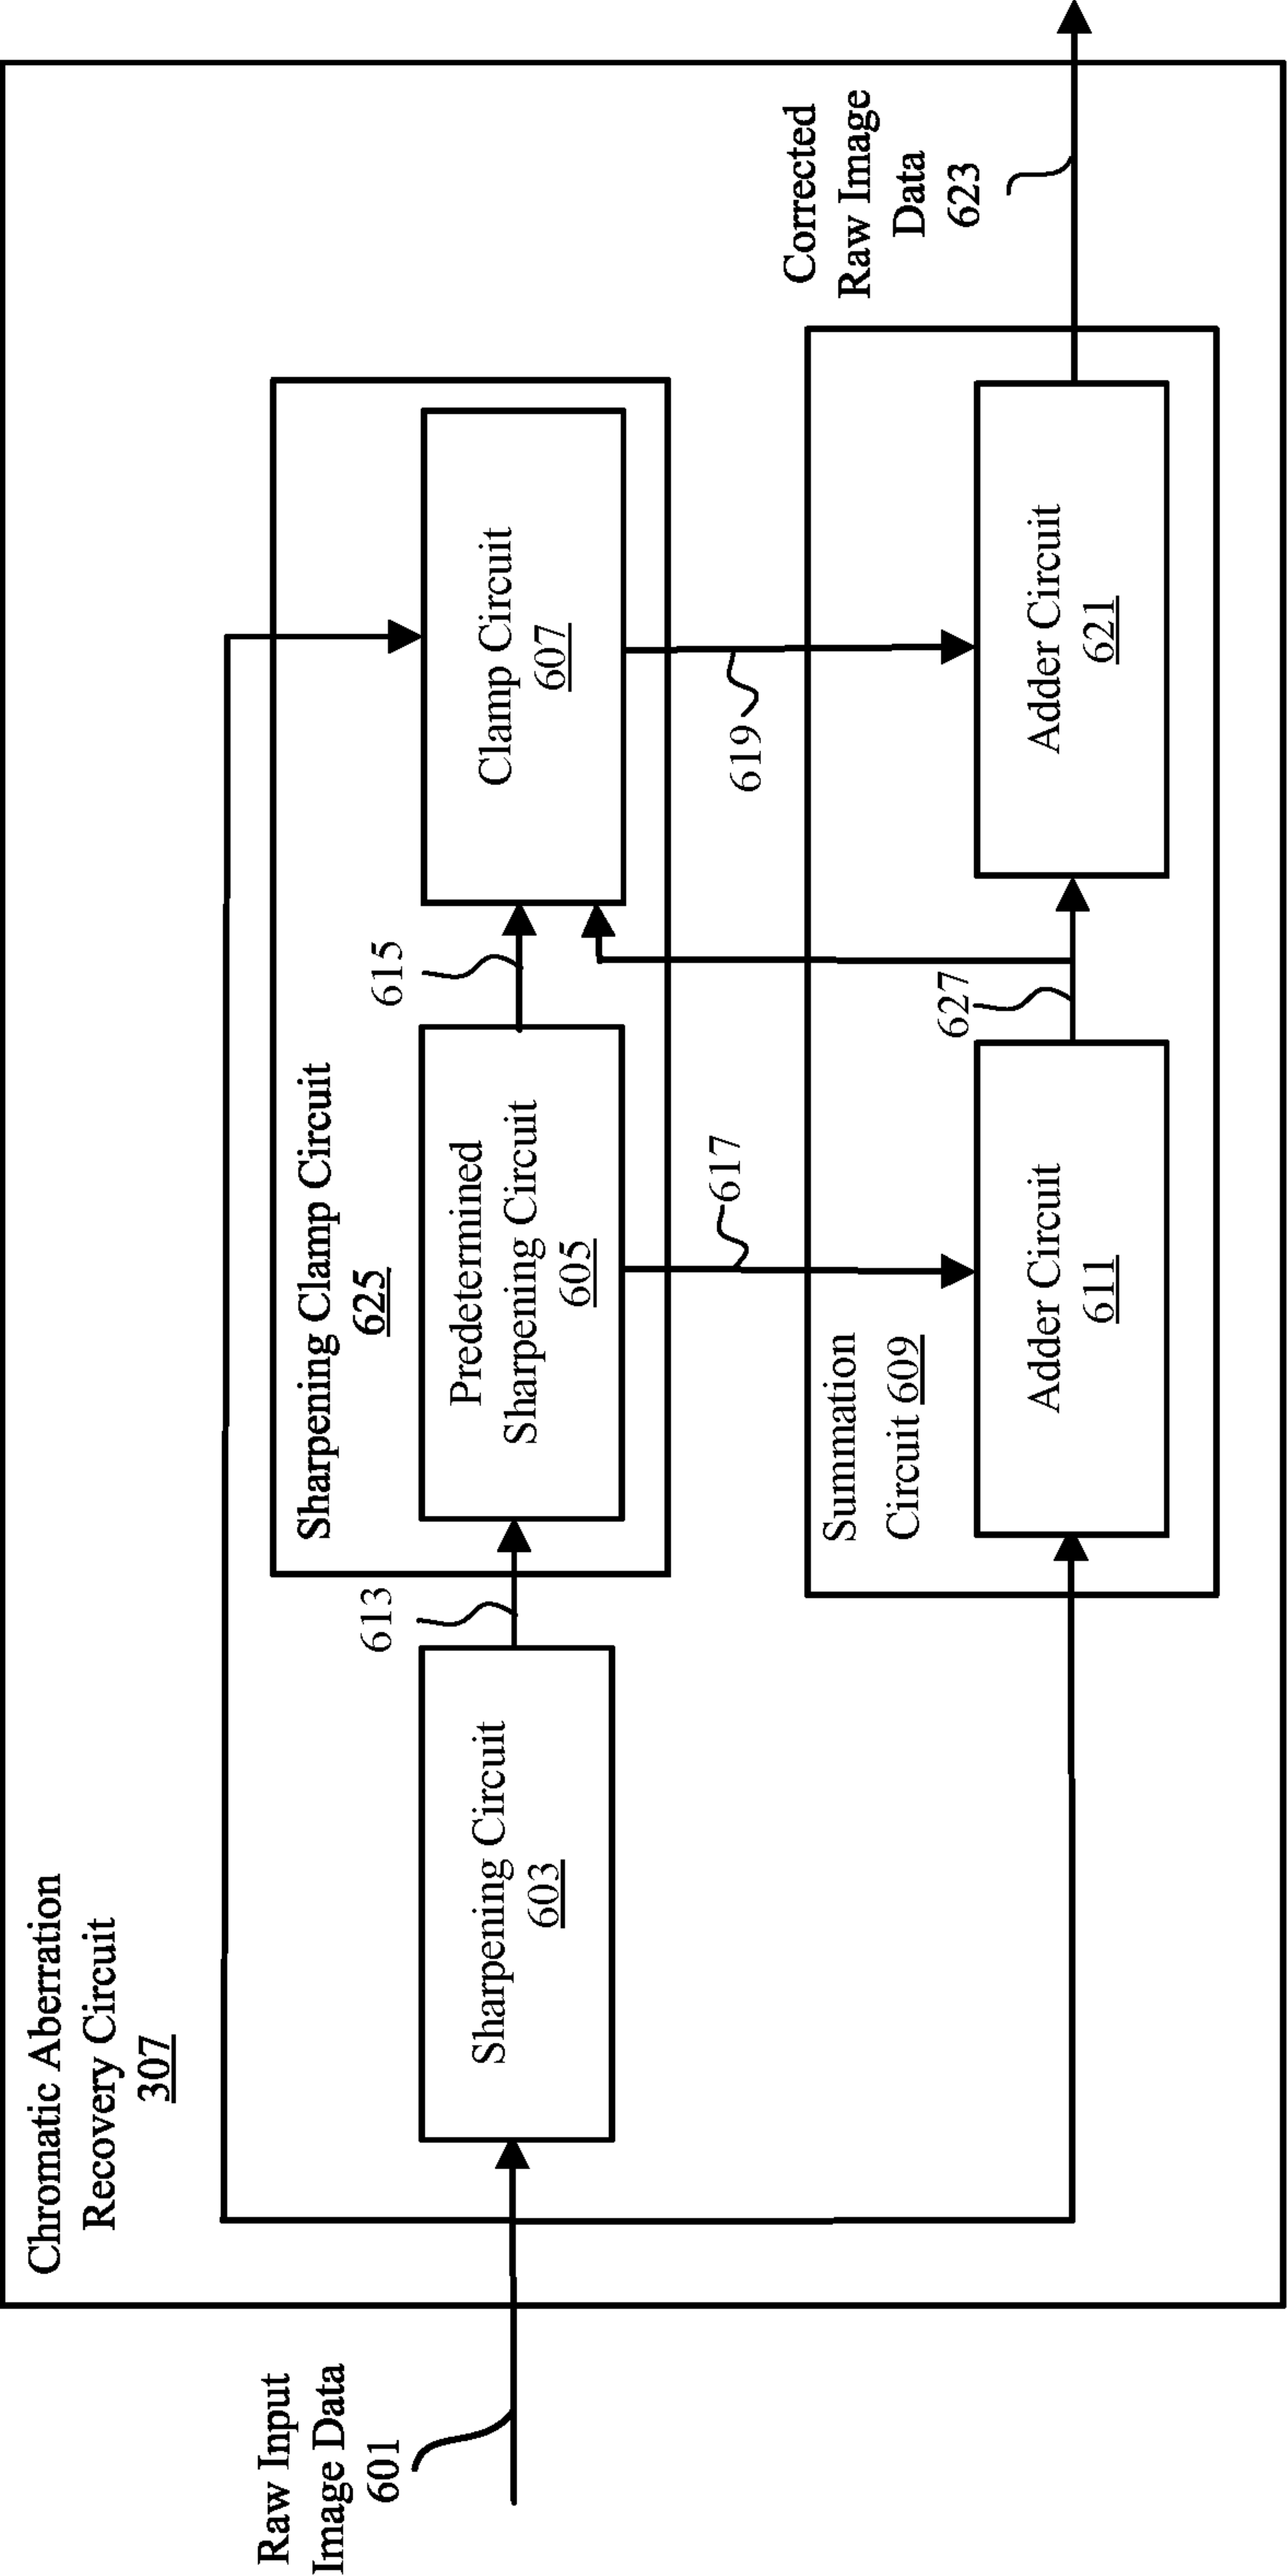 Chromatic Aberration
Recovery Circuit
307
Raw Input
Image Data
601
Sharpening Circuit
603
613
Sharpening Clamp Circuit
625
Predetermined
Sharpening Circuit
605
615
Clamp Circuit
607
617
619
Summation
Circuit 609
Adder Circuit
611
627
Adder Circuit
621
Corrected
Raw Image
Data
623